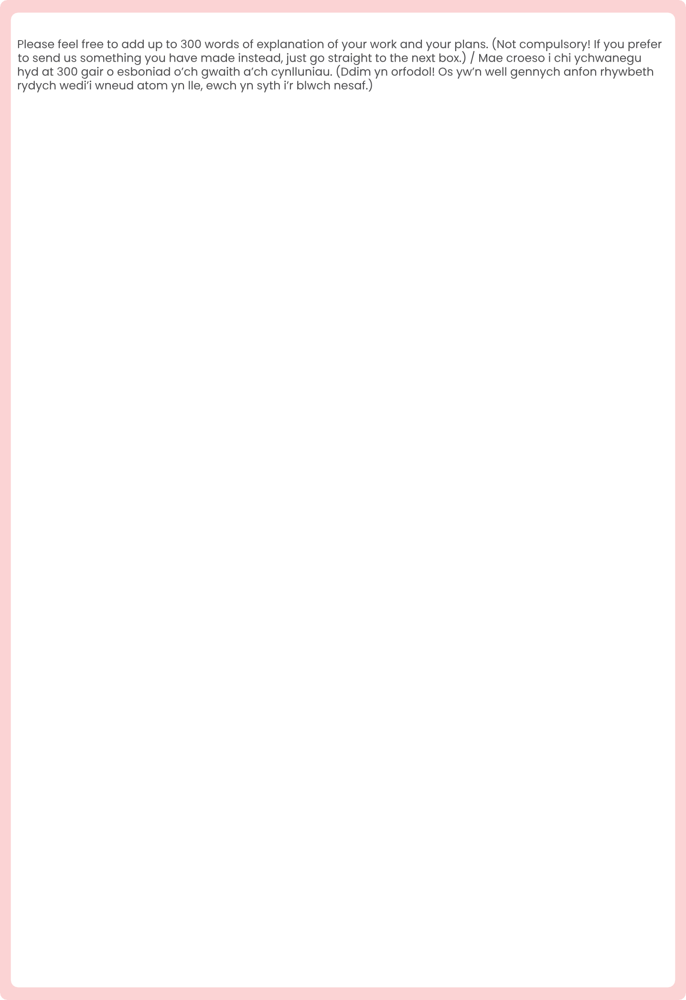 Please feel free to add up to 300 words of explanation of your work and your plans. (Not compulsory! If you prefer
to send us something you have made instead, just go straight to the next box.) / Mae croeso i chi ychwanegu
hyd at 300 gair o esboniad o’ch gwaith a’ch cynlluniau. (Ddim yn orfodol! Os yw’n well gennych anfon rhywbeth
rydych wedi’i wneud atom yn lle, ewch yn syth i’r blwch nesaf.)